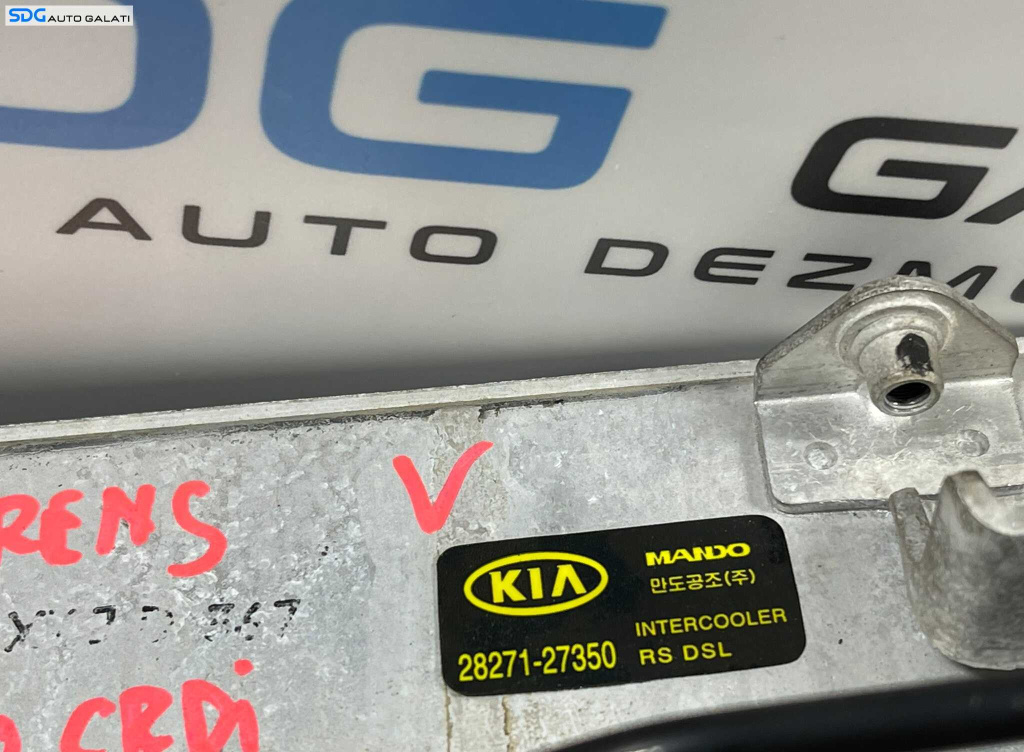 SDG AUTO GALATI
DG
AUTO DEZM
GA
RENS
V
KIA
MANDO
만도공조(주)
28271-27350
INTERCOOLER
RS DSL
CRDi